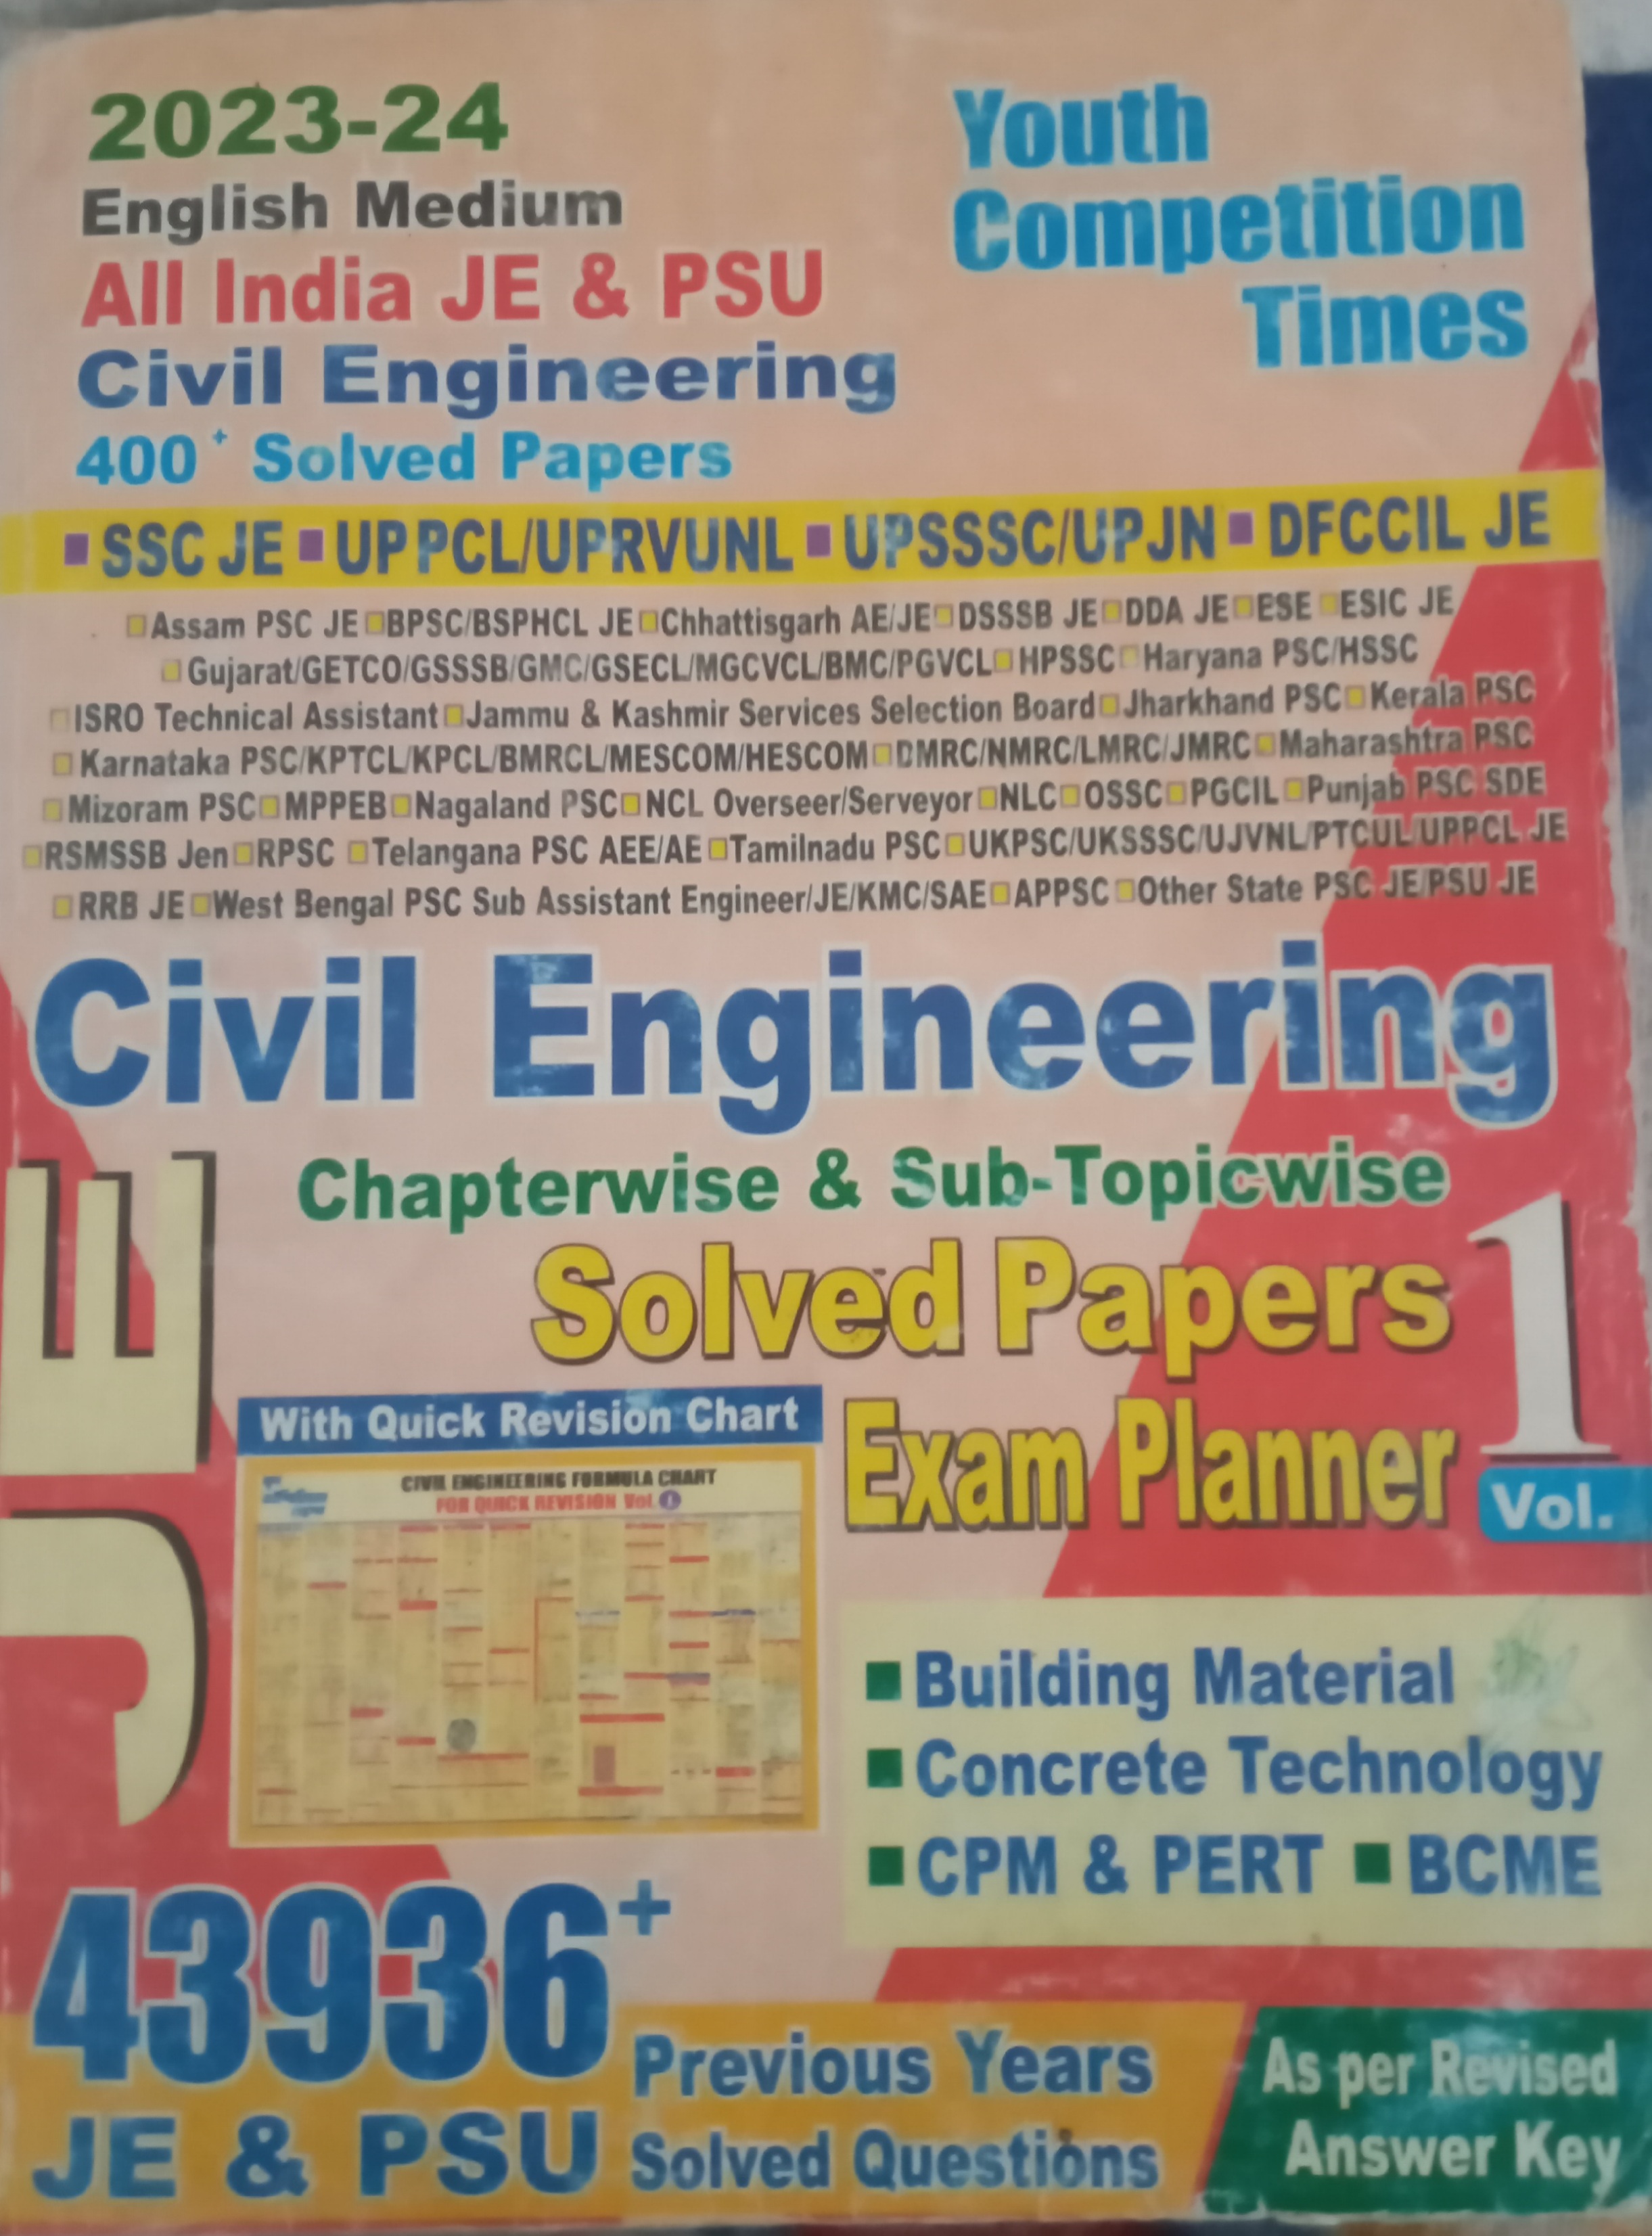 2023-24
English Medium
All India JE & PSU
Civil Engineering
400+ Solved Papers
Youth
Competition
Times
SSC JE UPPCL/UPRVUNL UPSSSC/UPJN DFCCIL JE
Assam PSC JE BPSC/BSPHCL JE Chhattisgarh AE/JE DSSSB JE DDA JE ESE ESIC JE
Gujarat/GETCO/GSSSB/GMC/GSECL/MGCVCL/BMC/PGVCL HPSSC Haryana PSC/HSSC
ISRO Technical Assistant Jammu & Kashmir Services Selection Board Jharkhand PSC Kerala PSC
Karnataka PSC/KPTCL/KPCL/BMRCL/MESCOM/HESCOM DMRC/NMRC/LMRC/JMRC Maharashtra PSC
Mizoram PSC MPPEB Nagaland PSC NCL Overseer/Serveyor NLC OSSC PGCIL Punjab PSC SDE
RSMSSB Jen RPSC Telangana PSC AEE/AE Tamilnadu PSC UKPSC/UKSSSC/UJVNL/PTCUL/UPPCL JE
RRB JE West Bengal PSC Sub Assistant Engineer/JE/KMC/SAE APPSC Other State PSC JE/PSU JE
Civil Engineering
Chapterwise & Sub-Topicwise
Solved Papers
Exam Planner
1
Vol.
JE
With Quick Revision Chart
CIVIL ENGINEERING FORMULA CHART
FOR QUICK REVISION Vol. 1
Building Material
Concrete Technology
CPM & PERT BCME
43936+
JE & PSU
Previous Years
Solved Questions
As per Revised
Answer Key